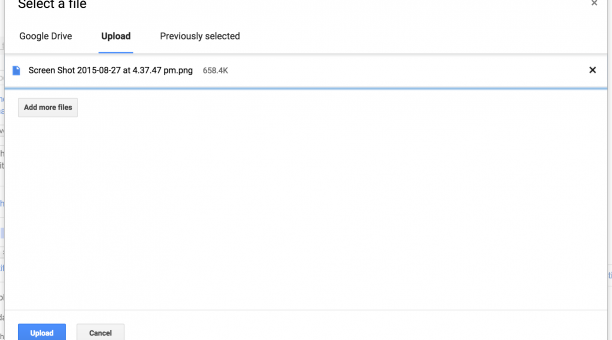 Select a file
×
Google Drive Upload Previously selected
Screen Shot 2015-08-27 at 4.37.47 pm.png 658.4K ×
Add more files
Upload Cancel